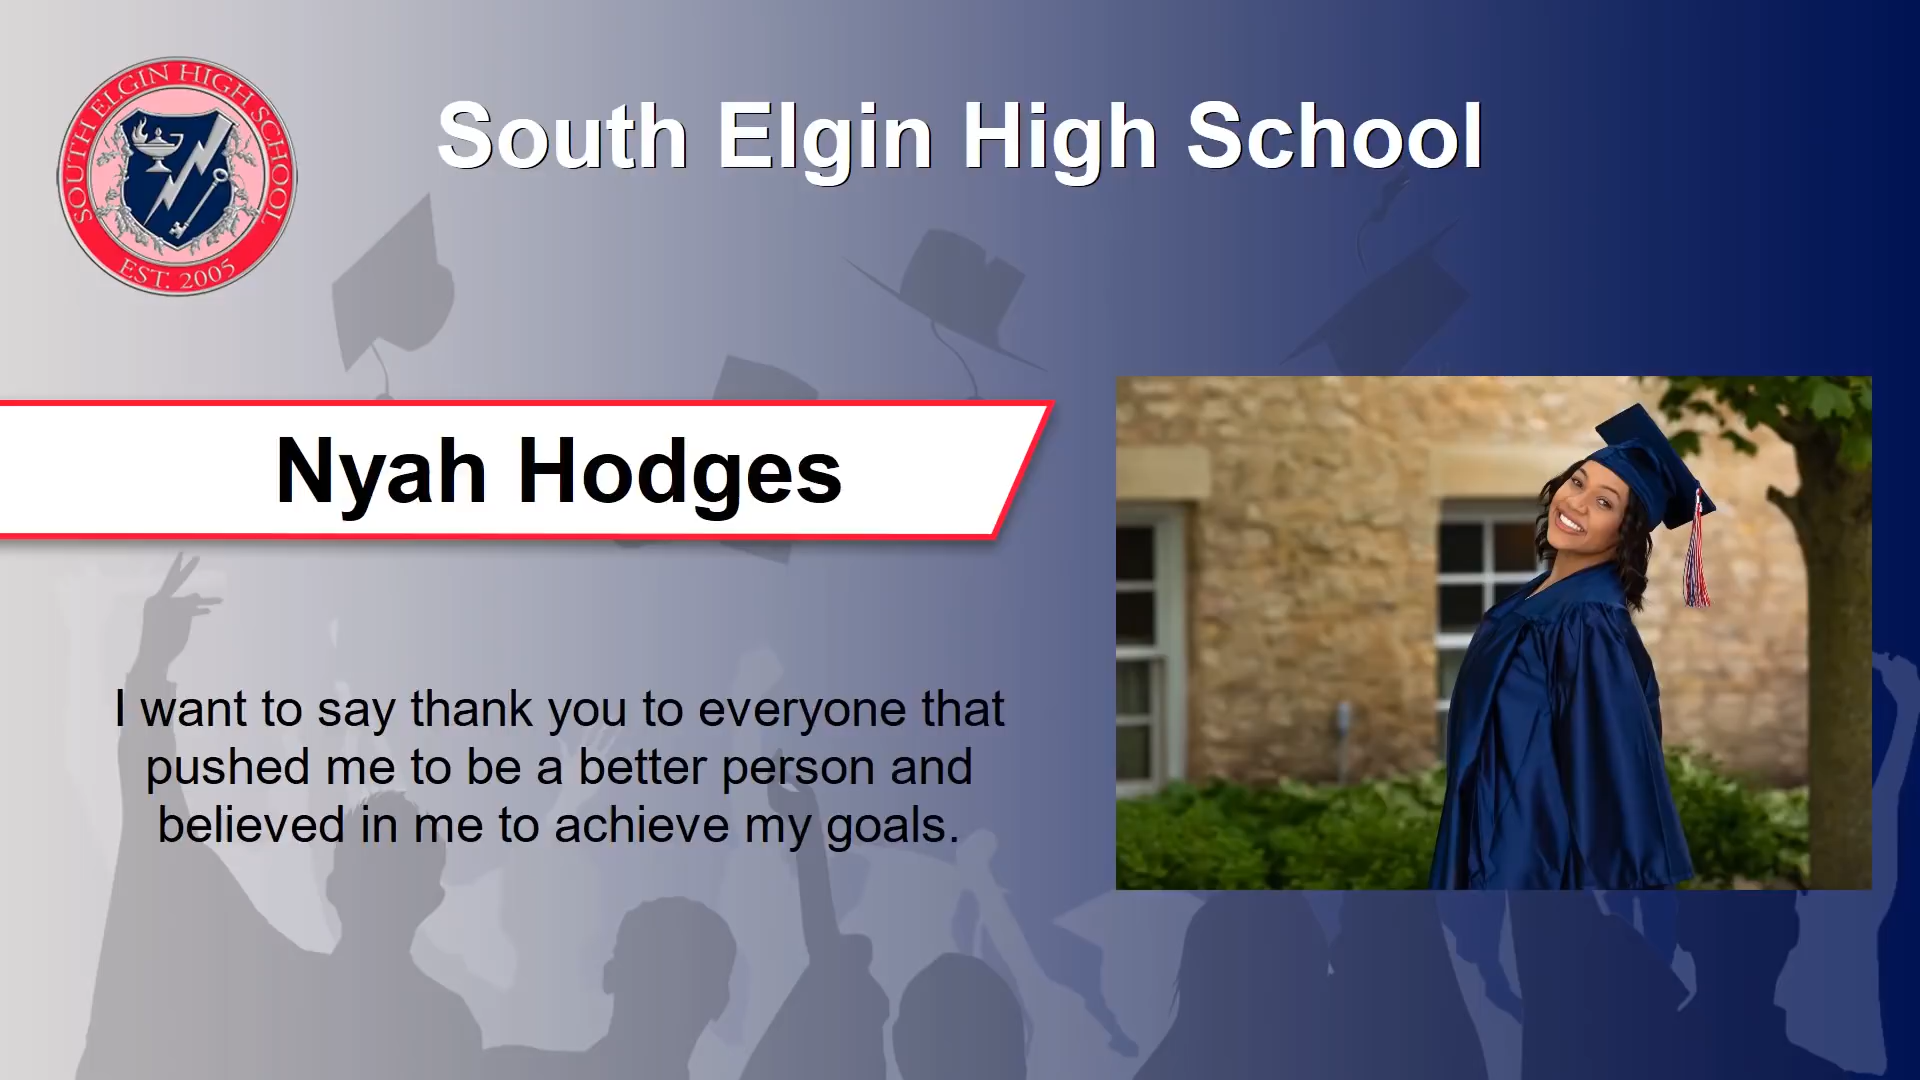 SOUTH ELGIN HIGH SCHOOL
EST. 2005
South Elgin High School
Nyah Hodges
I want to say thank you to everyone that
pushed me to be a better person and
believed in me to achieve my goals.